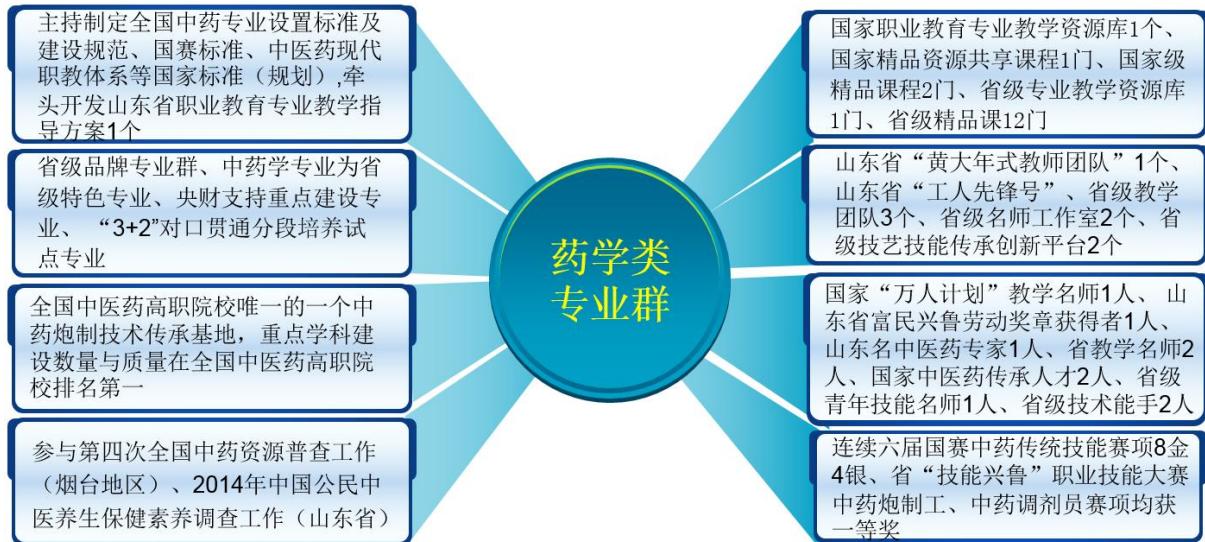 主持制定全国中药专业设置标准及
建设规范、国赛标准、中医药现代
职教体系等国家标准（规划）,牵
头开发山东省职业教育专业教学指
导方案1个
省级品牌专业群、中药学专业为省
级特色专业、央财支持重点建设专
业、 “3+2”对口贯通分段培养试
点专业
全国中医药高职院校唯一的一个中
药炮制技术传承基地，重点学科建
设数量与质量在全国中医药高职院
校排名第一
参与第四次全国中药资源普查工作
（烟台地区）、2014年中国公民中
医养生保健素养调查工作（山东省）
药学类
专业群
国家职业教育专业教学资源库1个、
国家精品资源共享课程1门、国家级
精品课程2门、省级专业教学资源库
1门、省级精品课12门
山东省“黄大年式教师团队”1个、
山东省“工人先锋号”、省级教学
团队3个、省级名师工作室2个、省
级技艺技能传承创新平台2个
国家“万人计划”教学名师1人、 山
东省富民兴鲁劳动奖章获得者1人、
山东名中医药专家1人、省教学名师2
人、国家中医药传承人才2人、省级
青年技能名师1人、省级技术能手2人
连续六届国赛中药传统技能赛项8金
4银、省“技能兴鲁”职业技能大赛
中药炮制工、中药调剂员赛项均获
一等奖